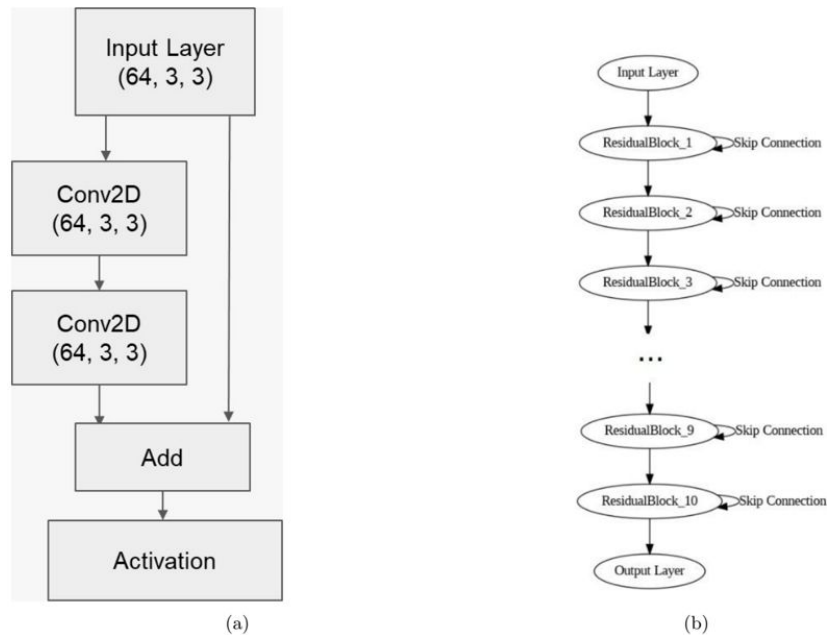 Input Layer
(64, 3, 3)
Conv2D
(64, 3, 3)
Conv2D
(64, 3, 3)
Add
Activation
(a)
Input Layer
ResidualBlock_1
Skip Connection
ResidualBlock_2
Skip Connection
ResidualBlock_3
Skip Connection
...
ResidualBlock_9
Skip Connection
ResidualBlock_10
Skip Connection
Output Layer
(b)